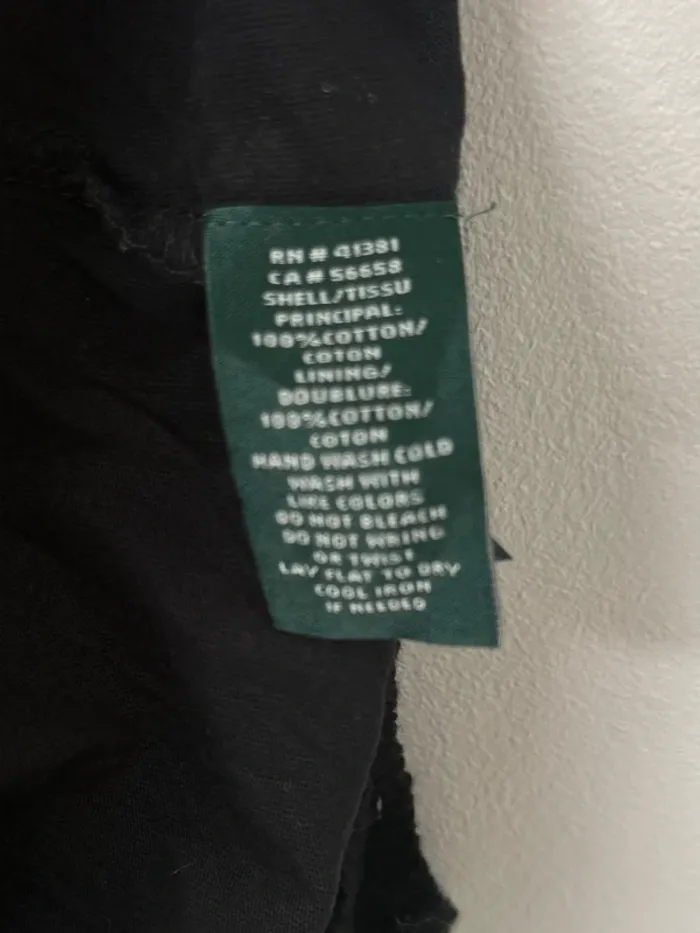 RN # 41381
CA # 56658
SHELL/TISSU
PRINCIPAL:
100%COTTON/
COTON
LINING/
DOUBLURE:
100%COTTON/
COTON
HAND WASH COLD
WASH WITH
LIKE COLORS
DO NOT BLEACH
DO NOT WRING
OR TWIST
LAY FLAT TO DRY
COOL IRON
IF NEEDED